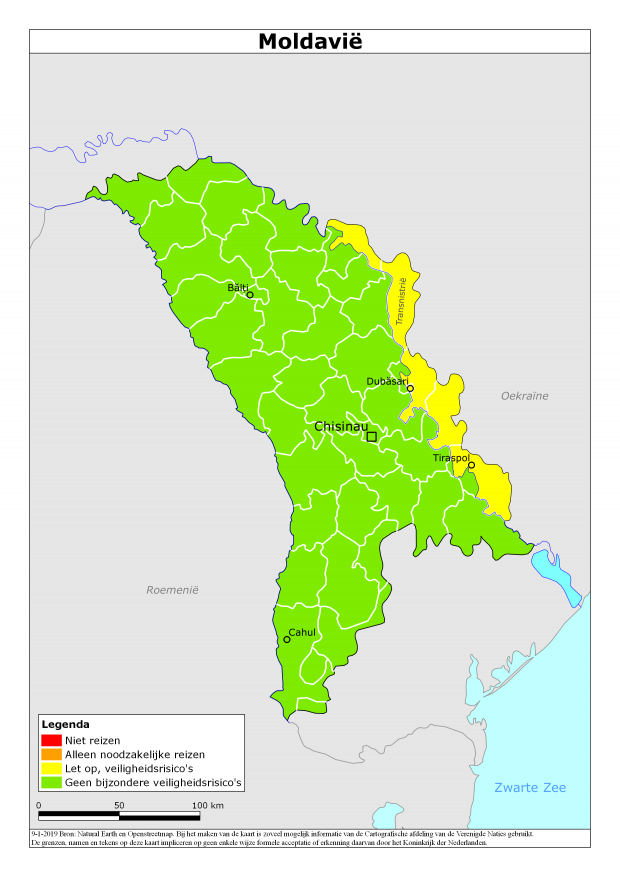 Moldavië
Bălți
Transnistrië
Dubăsari
Oekraïne
Chisinau
Tiraspol
Roemenië
Cahul
Legenda
Niet reizen
Alleen noodzakelijke reizen
Let op, veiligheidsrisico's
Geen bijzondere veiligheidsrisico's
Zwarte Zee
0 50 100 km
9-1-2019 Bron: Natural Earth en Openstreetmap. Bij het maken van de kaart is zoveel mogelijk informatie van de Cartografische afdeling van de Verenigde Naties gebruikt.
De grenzen, namen en tekens op deze kaart impliceren op geen enkele wijze formele acceptatie of erkenning daarvan door het Koninkrijk der Nederlanden.